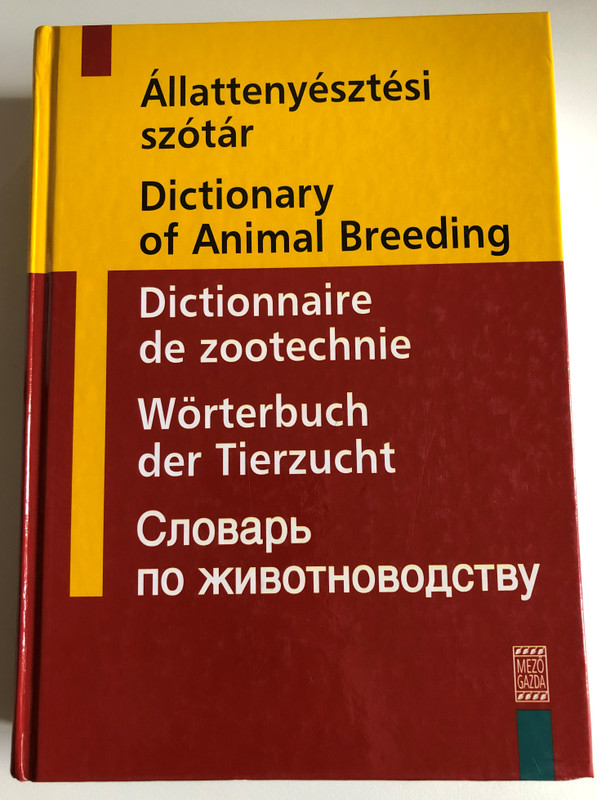 Állattenyésztési
szótár
Dictionary
of Animal Breeding
Dictionnaire
de zootechnie
Wörterbuch
der Tierzucht
Словарь
по животноводству
MEZŐ
GAZDA